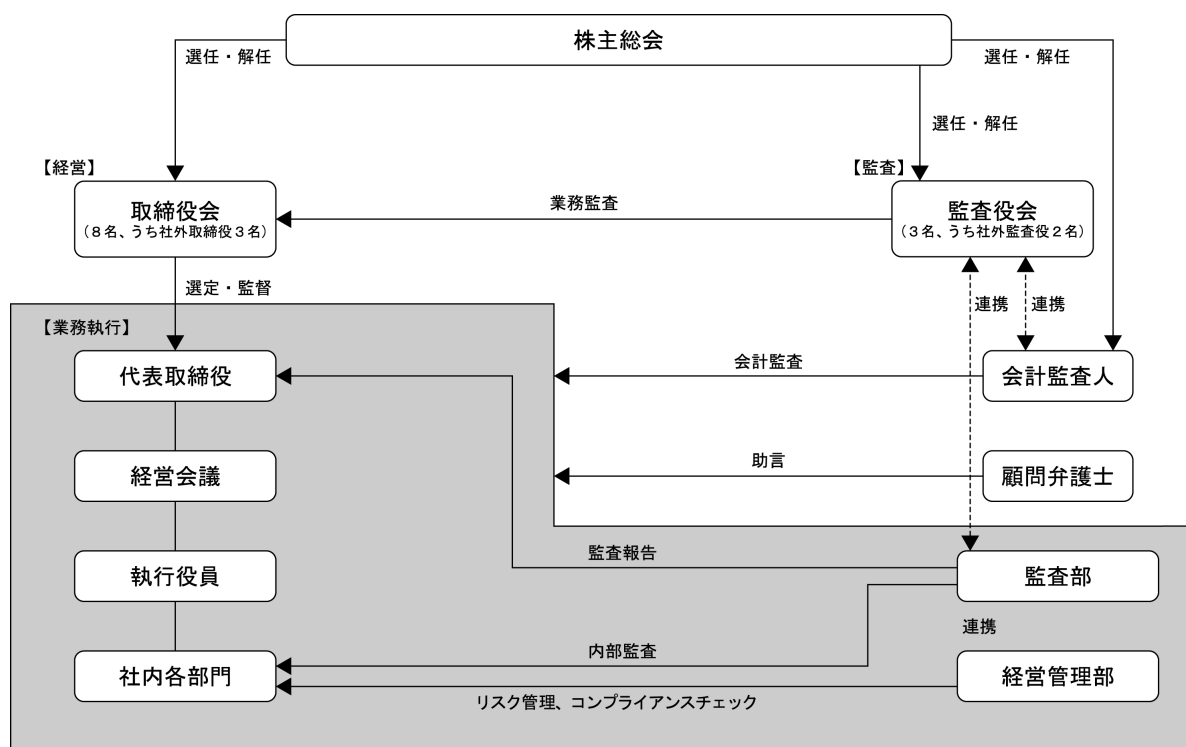 株主総会
選任・解任
選任・解任
選任・解任
【経営】
【監査】
取締役会
（８名、うち社外取締役３名）
業務監査
監査役会
（３名、うち社外監査役２名）
選定・監督
連携
連携
【業務執行】
代表取締役
会計監査
会計監査人
経営会議
助言
顧問弁護士
執行役員
監査報告
監査部
連携
社内各部門
内部監査
経営管理部
リスク管理、コンプライアンスチェック